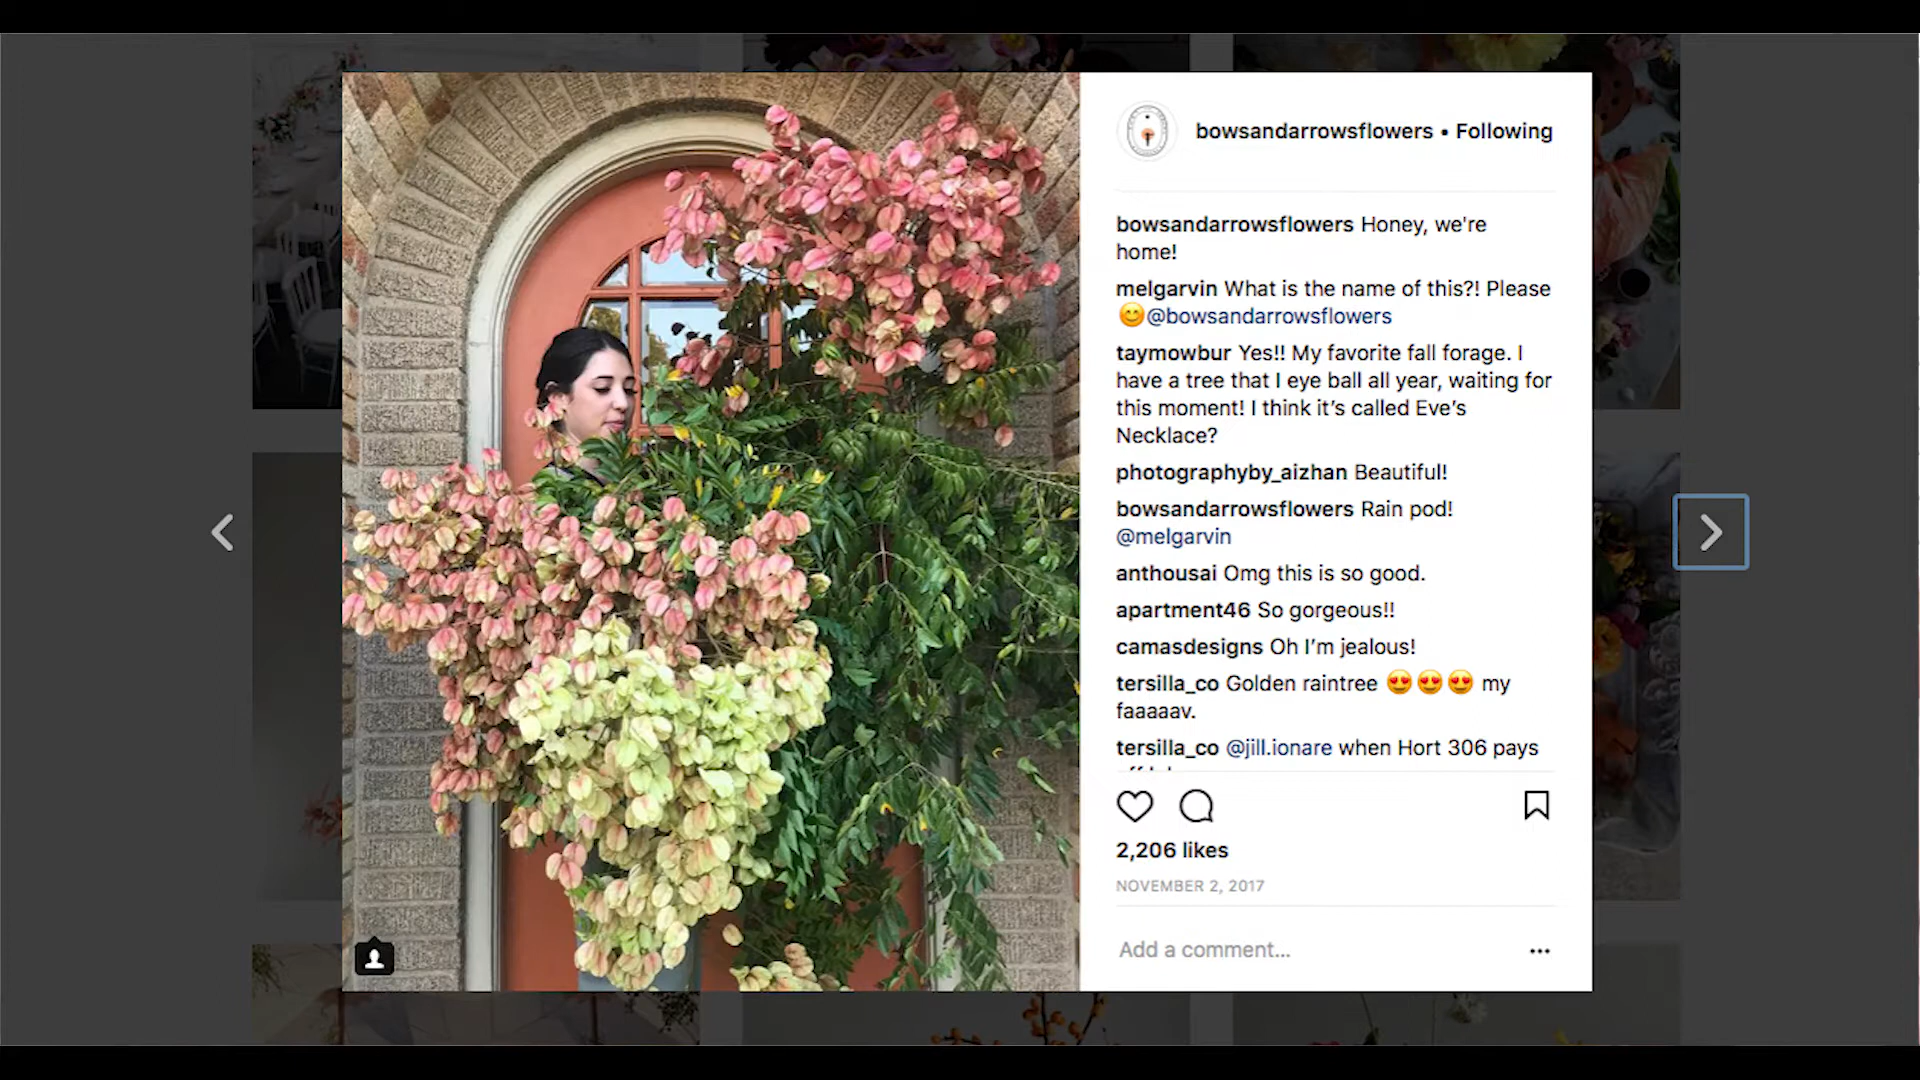 bowsandarrowsflowers • Following
bowsandarrowsflowers Honey, we're
home!
melgarvin What is the name of this?! Please
😊@bowsandarrowsflowers
taymowbur Yes!! My favorite fall forage. I
have a tree that I eye ball all year, waiting for
this moment! I think it’s called Eve’s
Necklace?
photographyby_aizhan Beautiful!
bowsandarrowsflowers Rain pod!
@melgarvin
anthousai Omg this is so good.
apartment46 So gorgeous!!
camasdesigns Oh I’m jealous!
tersilla_co Golden raintree 😍😍😍 my
faaaaav.
tersilla_co @jill.ionare when Hort 306 pays
2,206 likes
NOVEMBER 2, 2017
Add a comment...